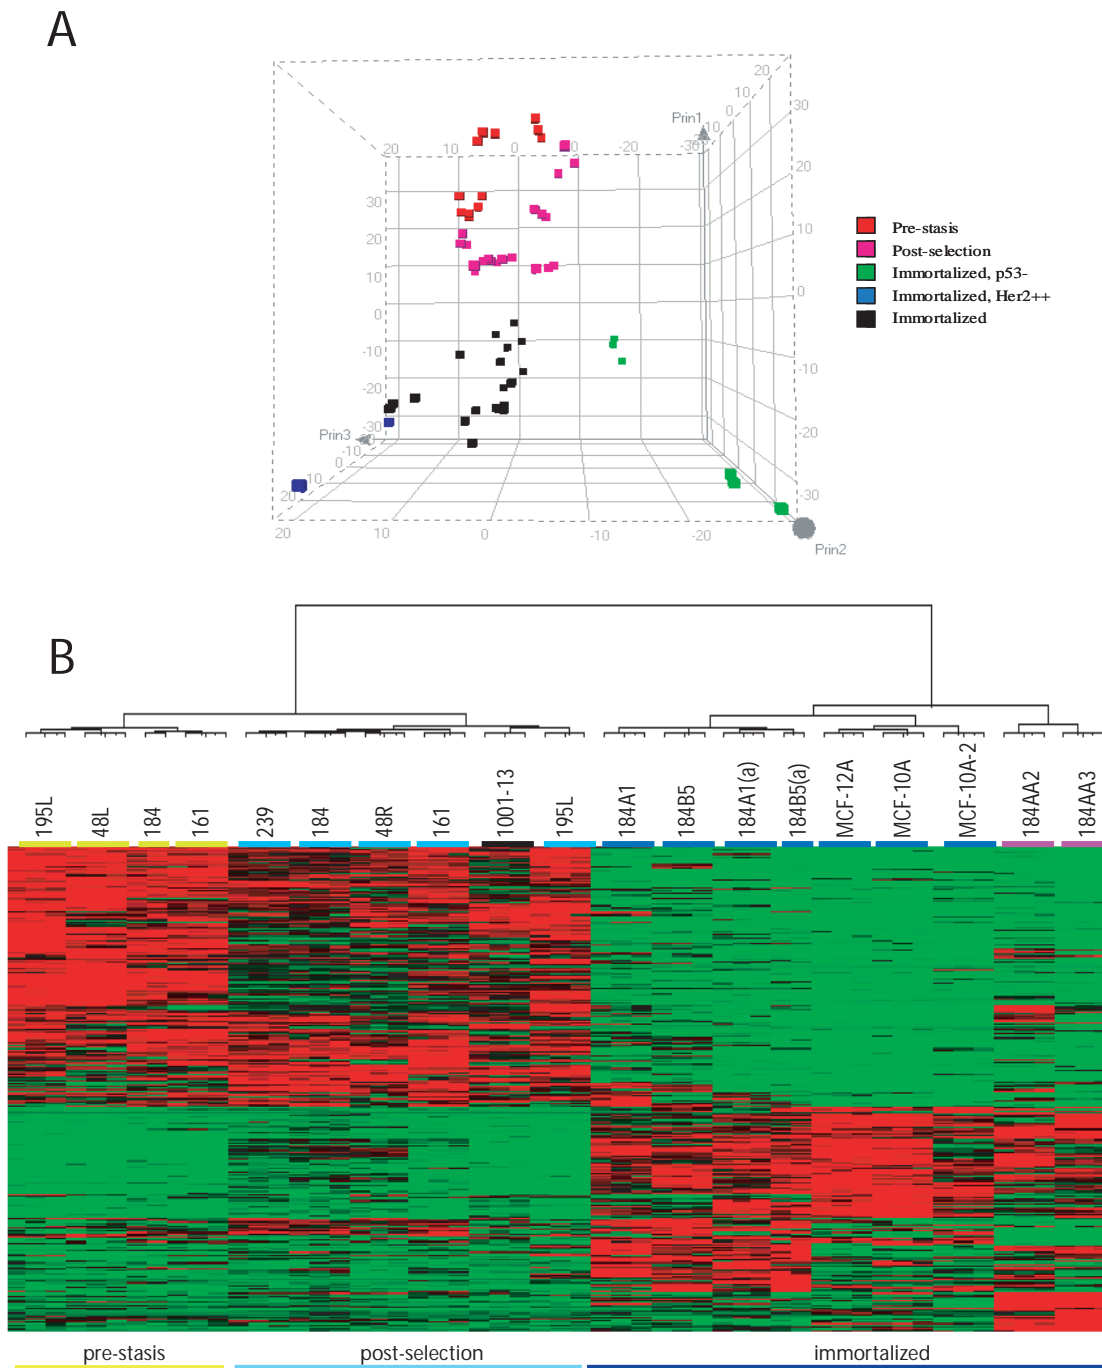 A
Prin1
20
10
0
10
30
20
10
0
-20
-30
30
20
10
0
-10
-20
-30
20
10
0
-10
-20
-30
Prin3
-10
0
10
20
20
10
0
-10
-20
Prin2
Pre-stasis
Post-selection
Immortalized, p53-
Immortalized, Her2++
Immortalized
B
195L
48L
184
161
239
184
48R
161
1001-13
195L
184A1
184B5
184A1(a)
184B5(a)
MCF-12A
MCF-10A
MCF-10A-2
184AA2
184AA3
pre-stasis
post-selection
immortalized